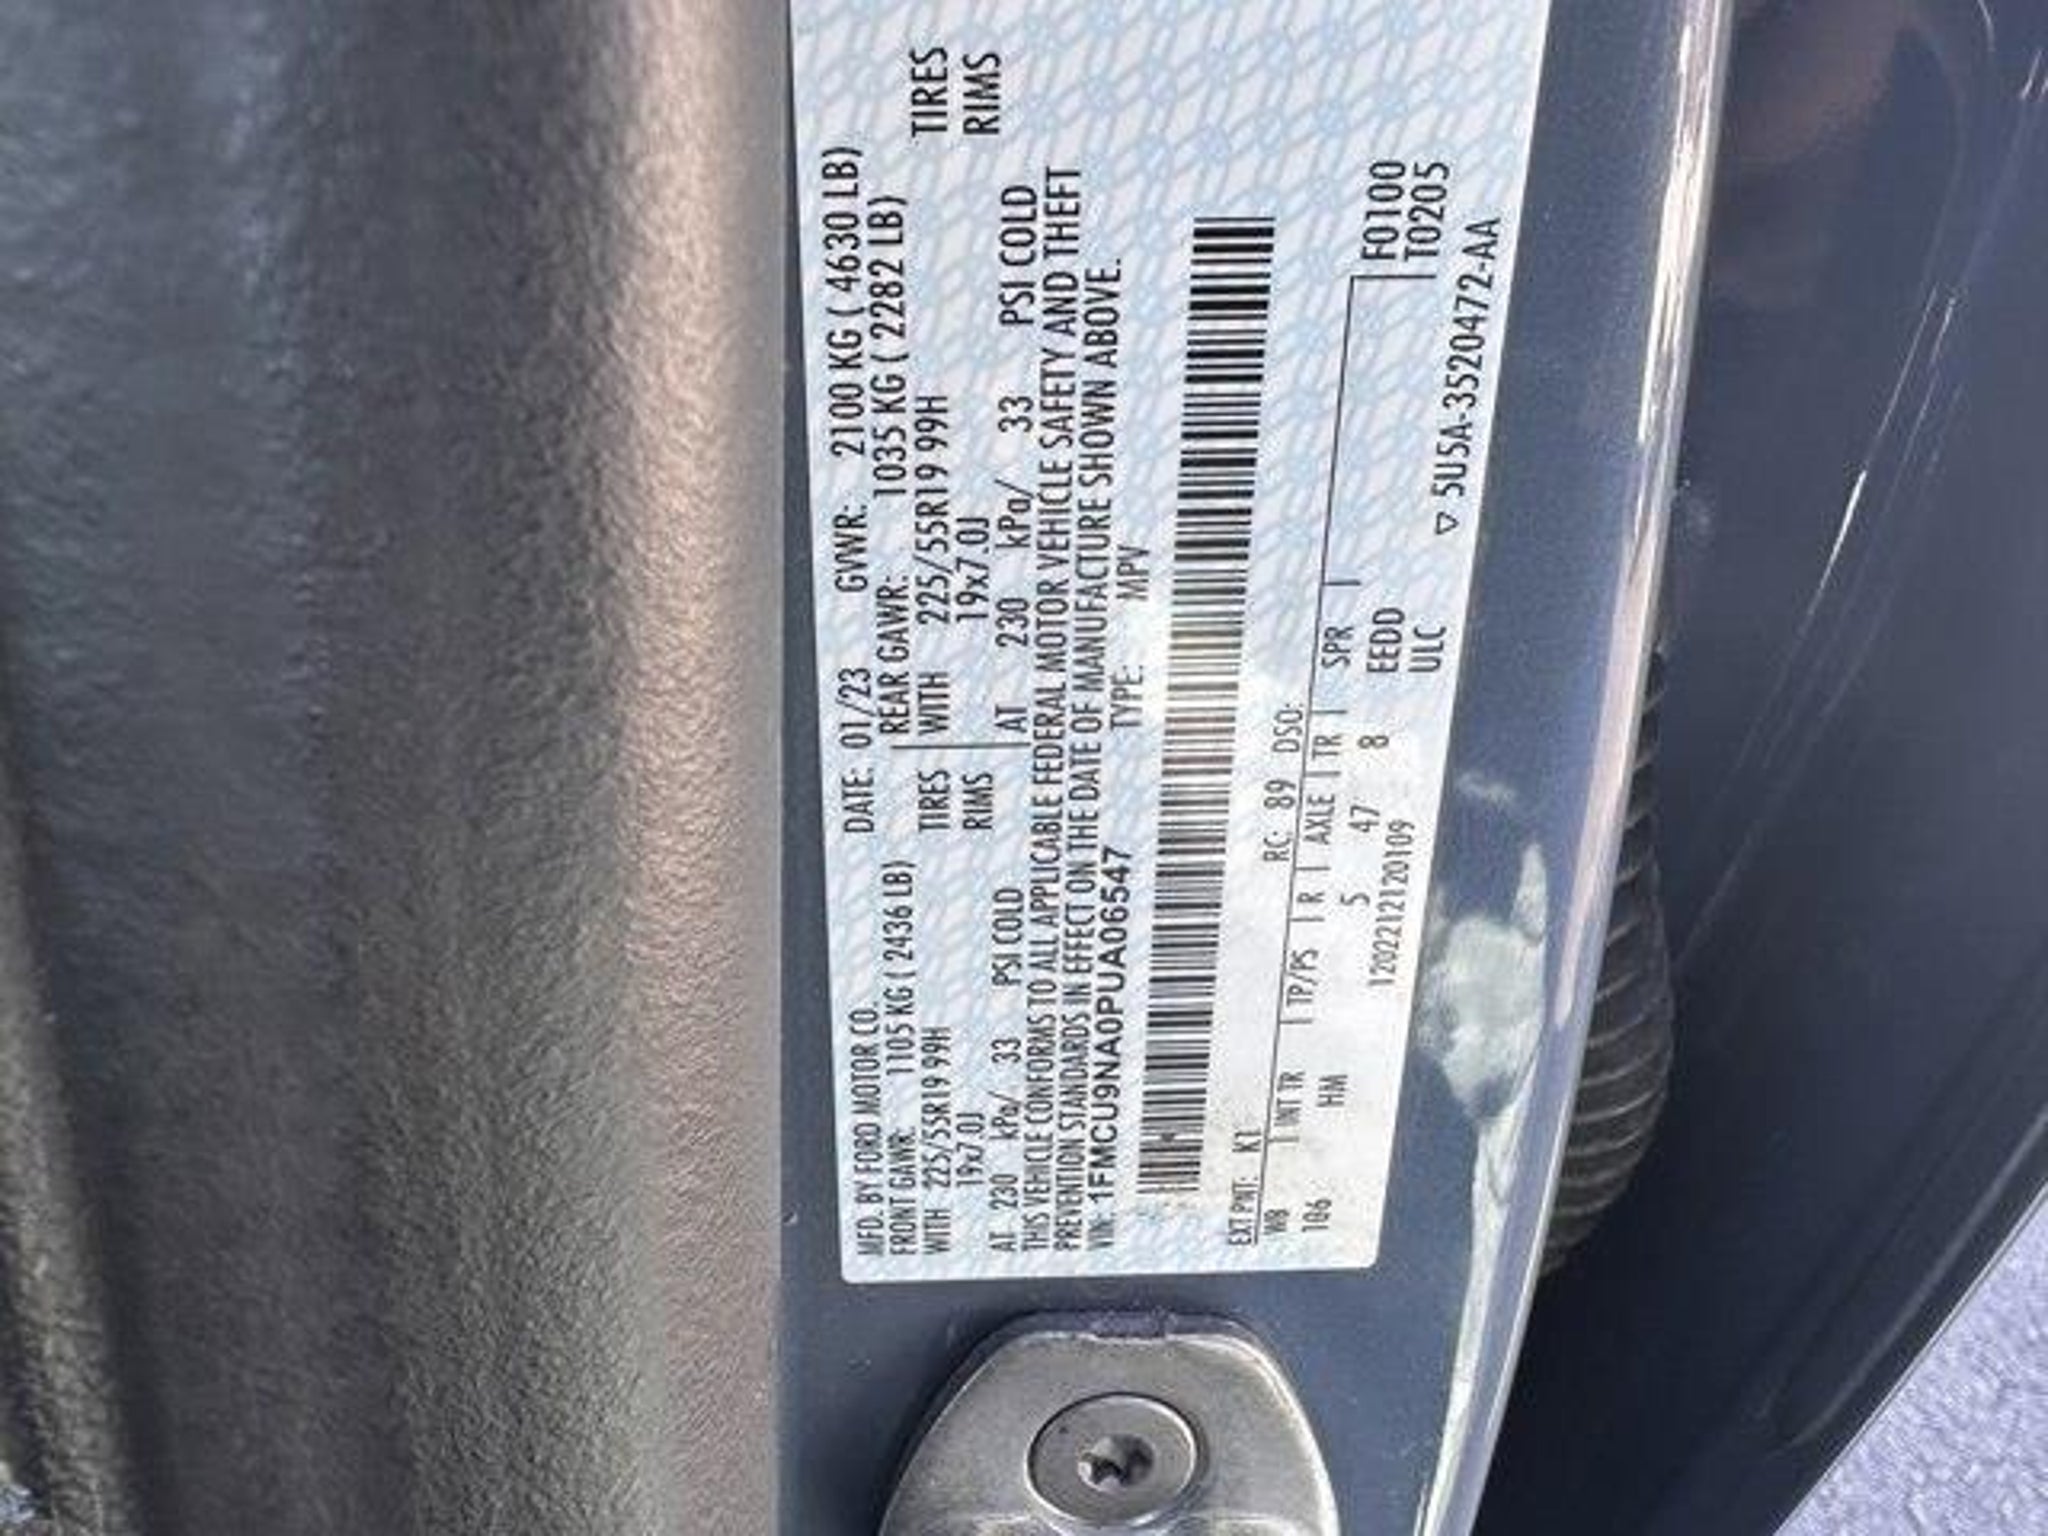 MFD. BY FORD MOTOR CO. DATE: 01/23 GVWR: 2100 KG ( 4630 LB)
FRONT GAWR: 1105 KG ( 2436 LB) REAR GAWR: 1035 KG ( 2282 LB)
WITH 225/55R19 99H TIRES WITH 225/55R19 99H TIRES
19x7.0J RIMS 19x7.0J RIMS
AT 230 kPa/ 33 PSI COLD AT 230 kPa/ 33 PSI COLD
THIS VEHICLE CONFORMS TO ALL APPLICABLE FEDERAL MOTOR VEHICLE SAFETY AND THEFT
PREVENTION STANDARDS IN EFFECT ON THE DATE OF MANUFACTURE SHOWN ABOVE.
VIN: 1FMCU9NA0PUA06547 TYPE: MPV
EXT PNT: K1 RC: 89 DSO:
WB INT TR TP/PS R AXLE TR SPR F0100
106 HM 5 47 8 EEDD T0205
1202212120109 ULC
▽ 5U5A-3520472-AA